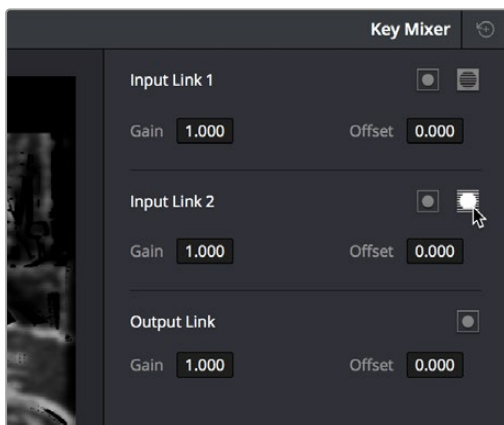 Key Mixer
Input Link 1
Gain 1.000 Offset 0.000
Input Link 2
Gain 1.000 Offset 0.000
Output Link
Gain 1.000 Offset 0.000